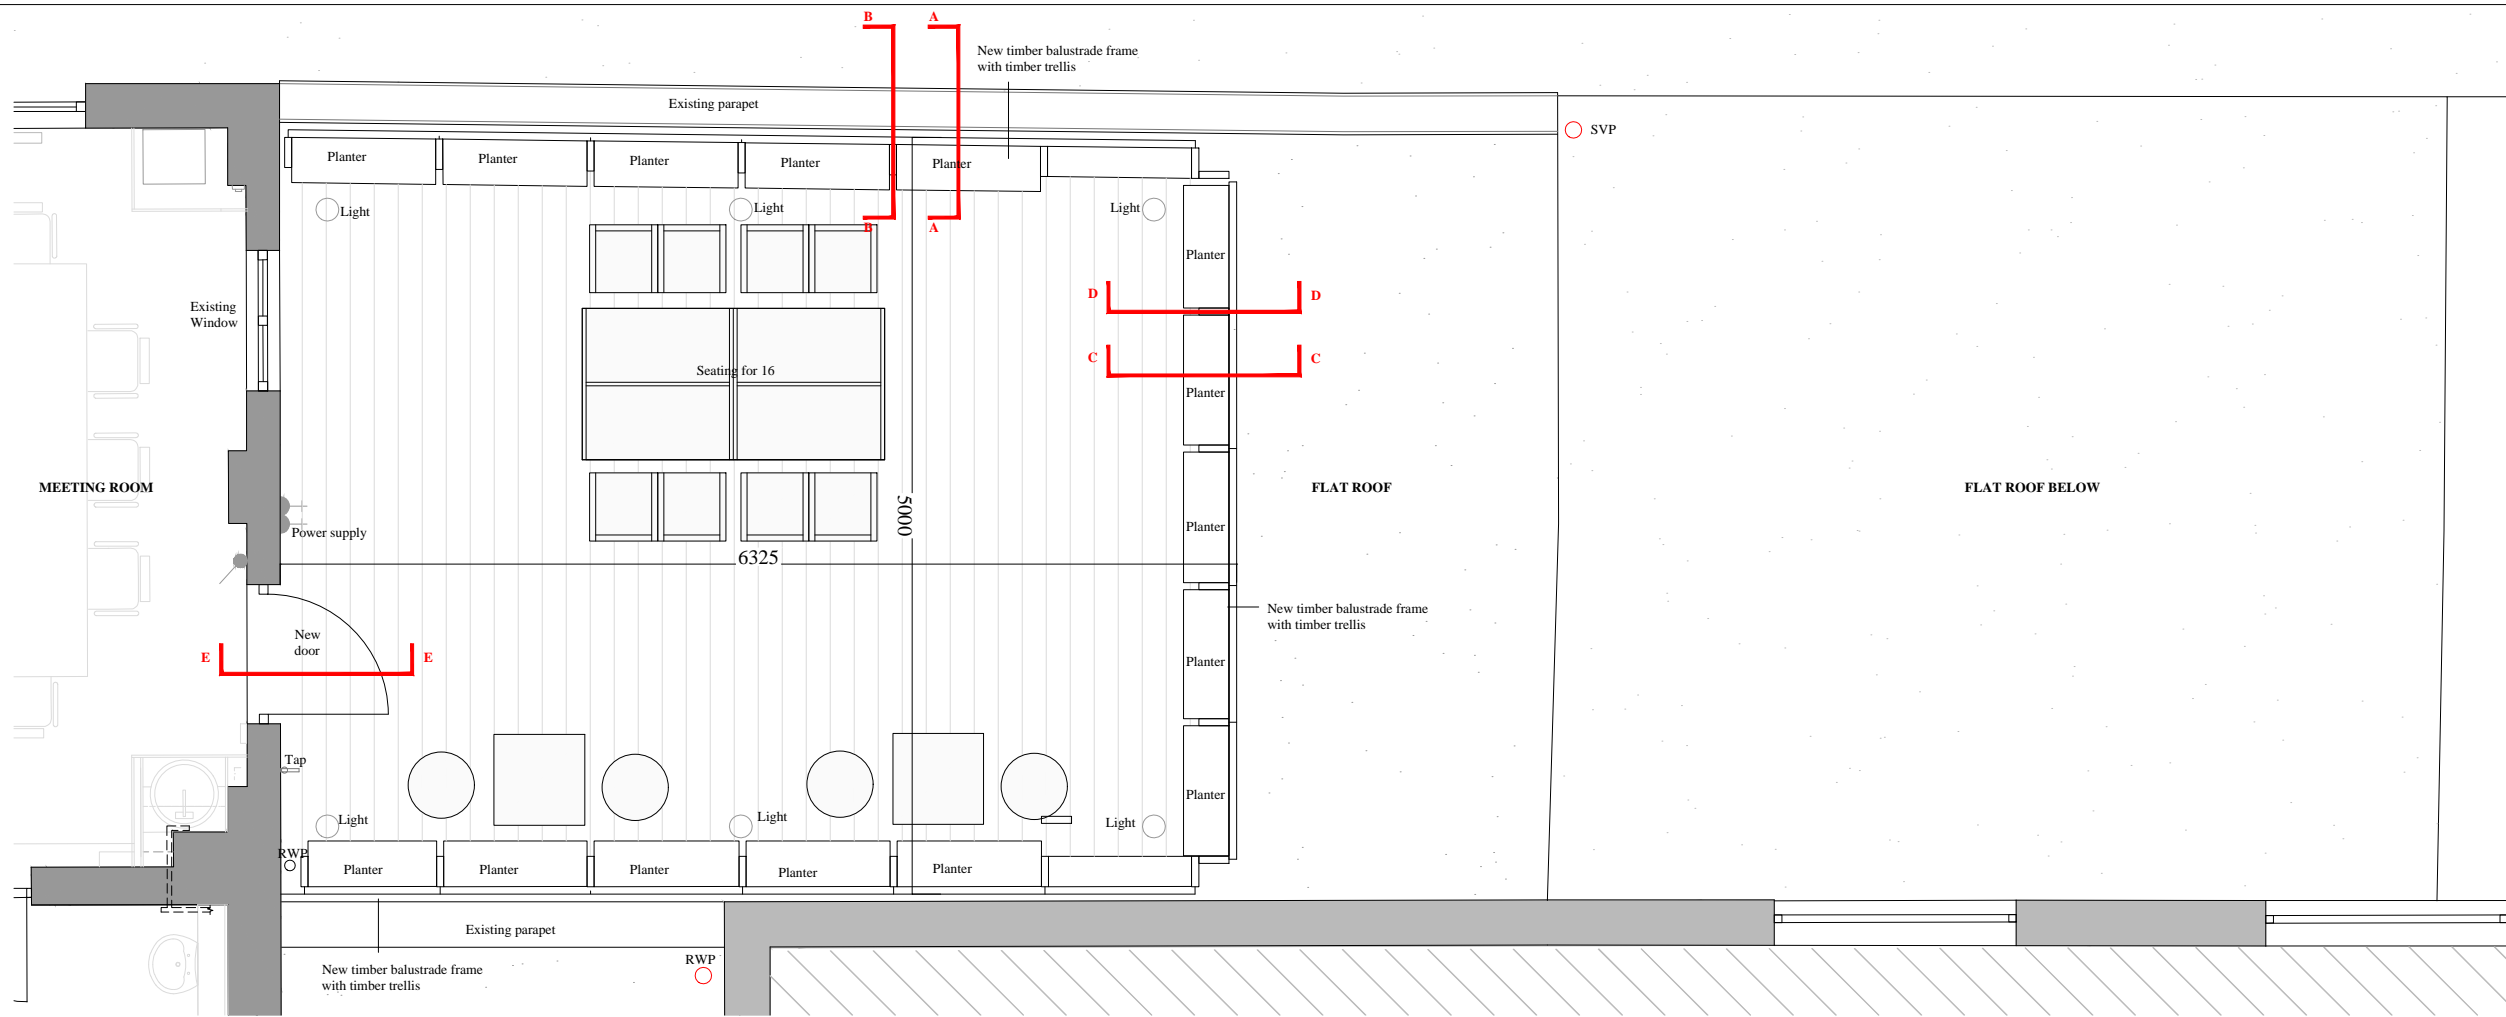 B
A
New timber balustrade frame
with timber trellis
Existing parapet
SVP
Planter
Planter
Planter
Planter
Planter
Light
Light
Light
B
A
Planter
D
D
Existing
Window
C
C
Seating for 16
Planter
MEETING ROOM
5000
FLAT ROOF
FLAT ROOF BELOW
Power supply
Planter
6325
New timber balustrade frame
with timber trellis
New
door
E
E
Planter
Tap
Planter
Light
Light
Light
RWP
Planter
Planter
Planter
Planter
Planter
Existing parapet
RWP
New timber balustrade frame
with timber trellis